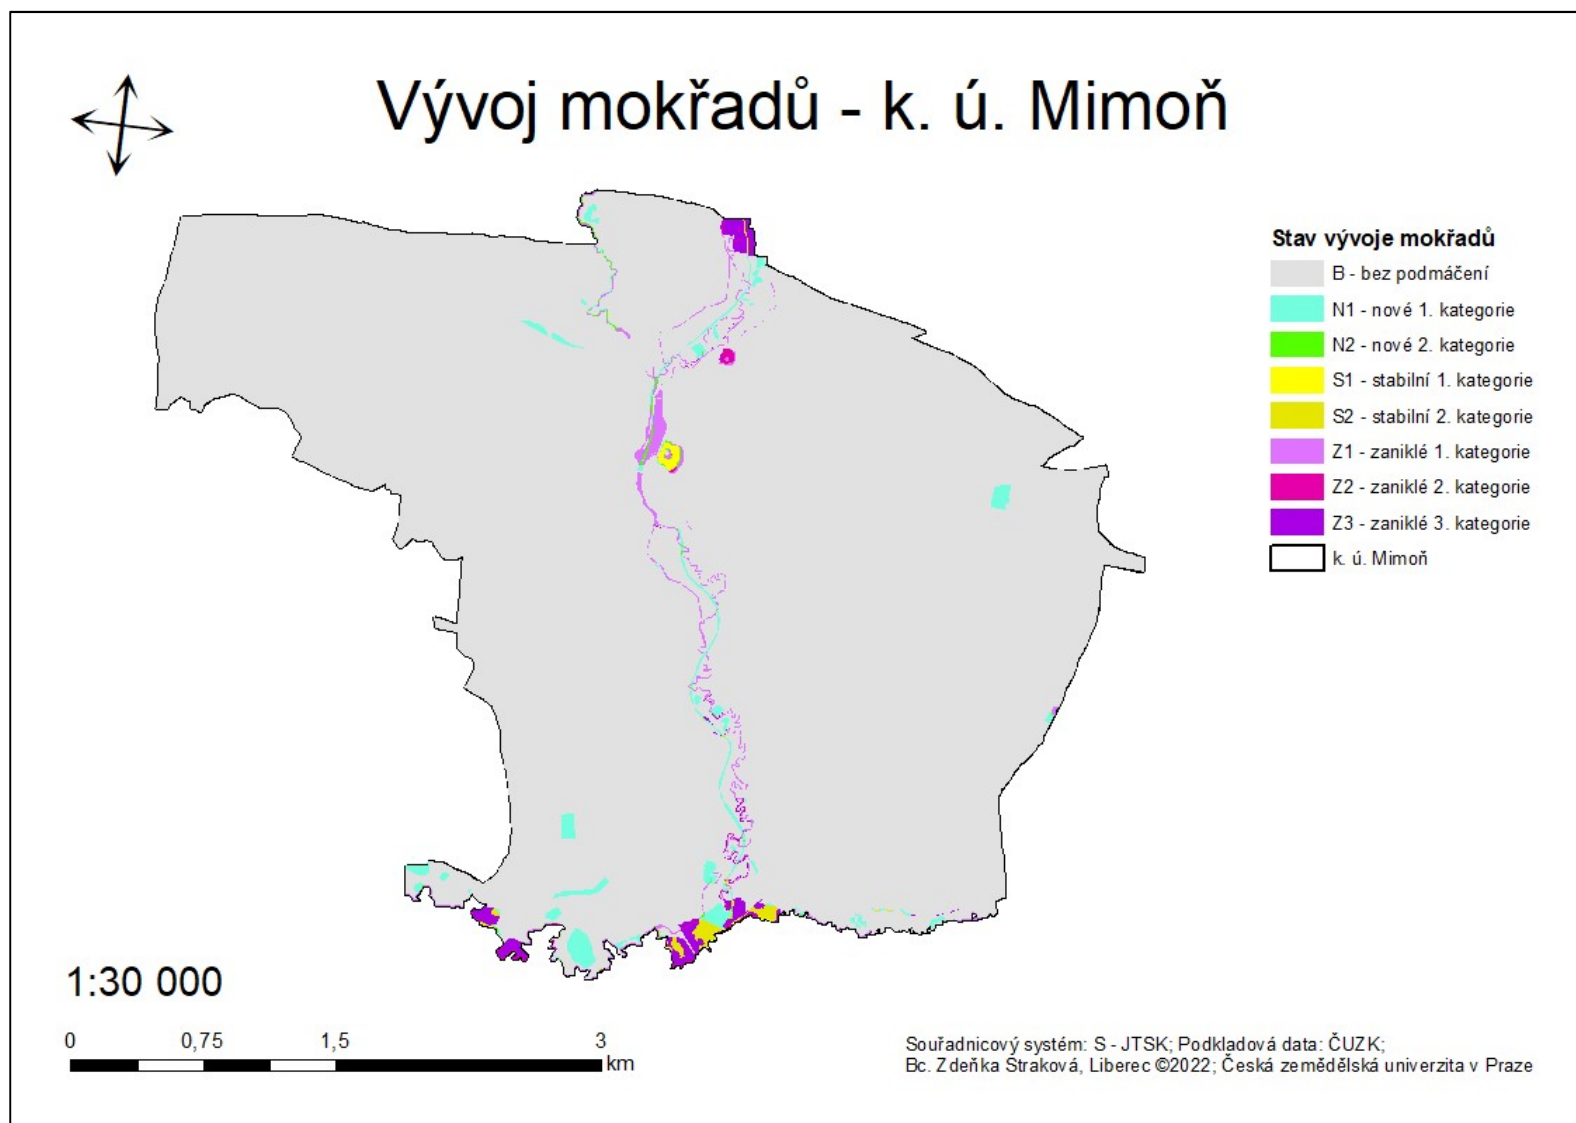 Vývoj mokřadů - k. ú. Mimoň
Stav vývoje mokřadů
B - bez podmáčení
N1 - nové 1. kategorie
N2 - nové 2. kategorie
S1 - stabilní 1. kategorie
S2 - stabilní 2. kategorie
Z1 - zaniklé 1. kategorie
Z2 - zaniklé 2. kategorie
Z3 - zaniklé 3. kategorie
k. ú. Mimoň
1:30 000
0 0,75 1,5 3
km
Souřadnicový systém: S - JTSK; Podkladová data: ČUZK;
Bc. Zdeňka Straková, Liberec ©2022; Česká zemědělská univerzita v Praze